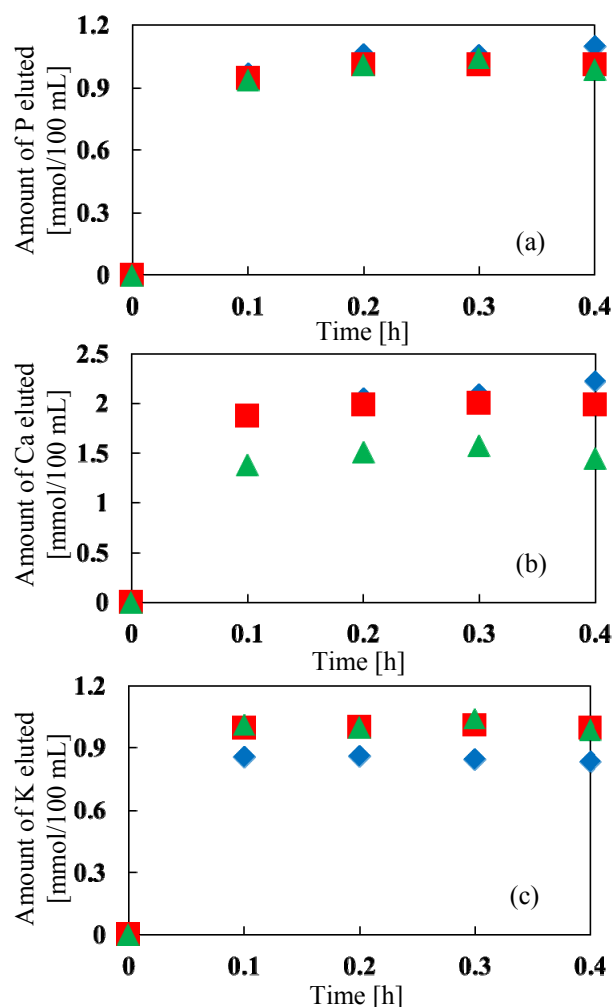 Amount of P eluted
[mmol/100 mL]
1.2
0.9
0.6
0.3
0
(a)
0 0.1 0.2 0.3 0.4
Time [h]
Amount of Ca eluted
[mmol/100 mL]
2.5
2
1.5
1
0.5
0
(b)
0 0.1 0.2 0.3 0.4
Time [h]
Amount of K eluted
[mmol/100 mL]
1.2
0.9
0.6
0.3
0
(c)
0 0.1 0.2 0.3 0.4
Time [h]